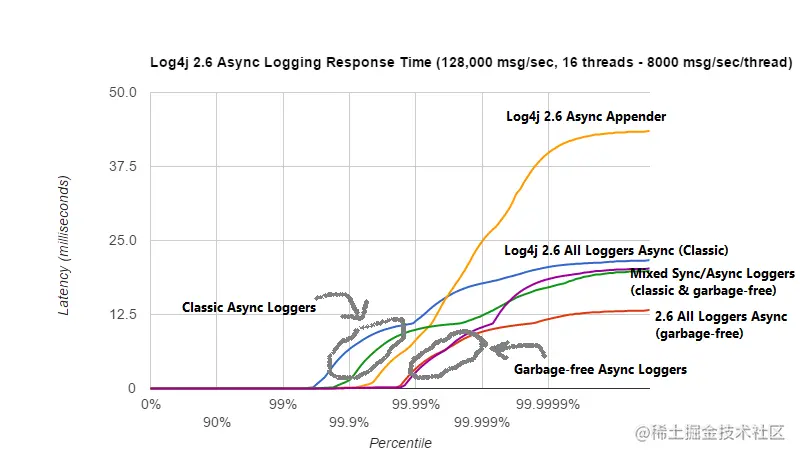 Log4j 2.6 Async Logging Response Time (128,000 msg/sec, 16 threads - 8000 msg/sec/thread)
50.0
Log4j 2.6 Async Appender
37.5
Latency (milliseconds)
25.0
Log4j 2.6 All Loggers Async (Classic)
Mixed Sync/Async Loggers
(classic & garbage-free)
Classic Async Loggers
12.5
2.6 All Loggers Async
(garbage-free)
Garbage-free Async Loggers
0
0%
99%
99.99%
99.9999%
90%
99.9%
99.999%
Percentile
@稀土掘金技术社区